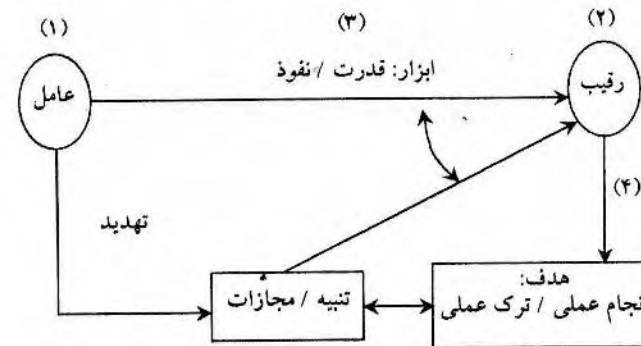 (۱)
(۳)
(۲)
عامل
ابزار: قدرت / نفوذ
رقیب
(۴)
تهدید
تنبیه / مجازات
هدف:
انجام عملی / ترک عملی